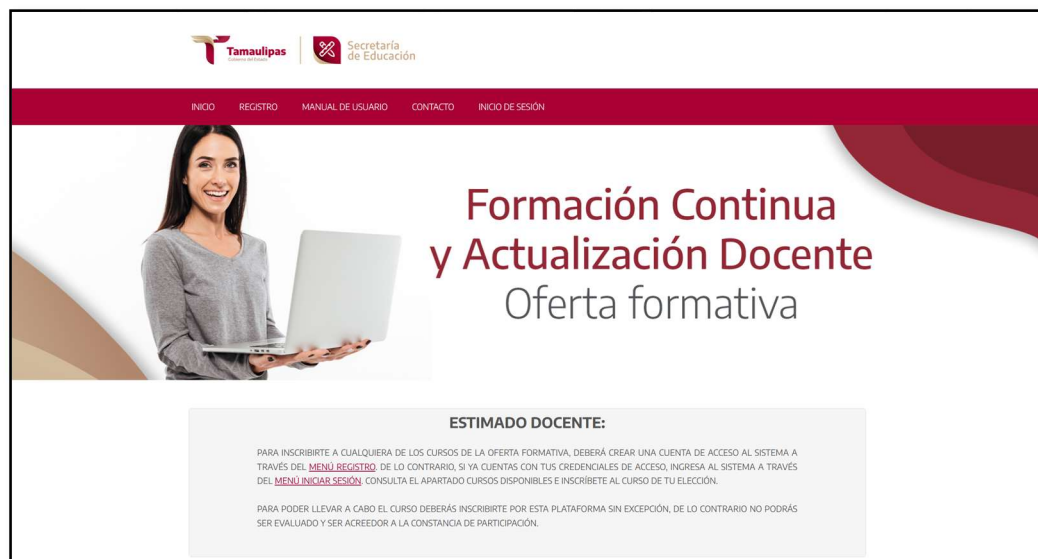 Tamaulipas
Gobierno del Estado
Secretaría
de Educación
INICIO REGISTRO MANUAL DE USUARIO CONTACTO INICIO DE SESIÓN
Formación Continua
y Actualización Docente
Oferta formativa
ESTIMADO DOCENTE:
PARA INSCRIBIRTE A CUALQUIERA DE LOS CURSOS DE LA OFERTA FORMATIVA, DEBERÁ CREAR UNA CUENTA DE ACCESO AL SISTEMA A
TRAVÉS DEL MENÚ REGISTRO. DE LO CONTRARIO, SI YA CUENTAS CON TUS CREDENCIALES DE ACCESO, INGRESA AL SISTEMA A TRAVÉS
DEL MENÚ INICIAR SESIÓN. CONSULTA EL APARTADO CURSOS DISPONIBLES E INSCRÍBETE AL CURSO DE TU ELECCIÓN.
PARA PODER LLEVAR A CABO EL CURSO DEBERÁS INSCRIBIRTE POR ESTA PLATAFORMA SIN EXCEPCIÓN, DE LO CONTRARIO NO PODRÁS
SER EVALUADO Y SER ACREEDOR A LA CONSTANCIA DE PARTICIPACIÓN.